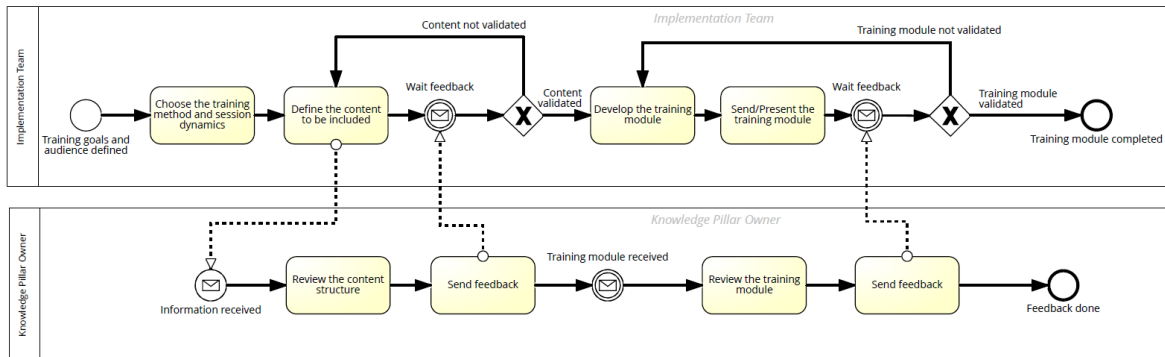 Implementation Team
Implementation Team
Content not validated
Training module not validated
Wait feedback
Wait feedback
Choose the training
method and session
dynamics
Define the content
to be included
Content
validated
Develop the training
module
Send/Present the
training module
Training module
validated
Training goals and
audience defined
Training module completed
Knowledge Pillar Owner
Knowledge Pillar Owner
Training module received
Review the content
structure
Send feedback
Review the training
module
Send feedback
Information received
Feedback done